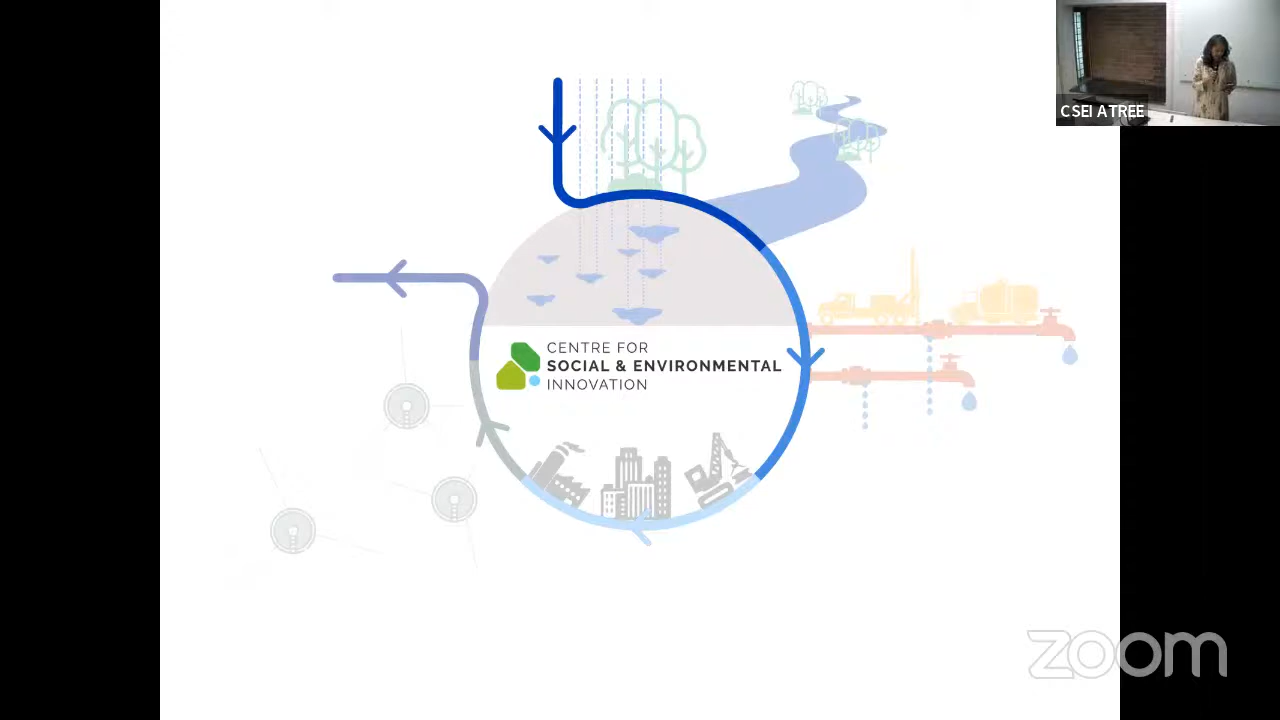 CSEI ATREE
CENTRE FOR
SOCIAL & ENVIRONMENTAL
INNOVATION
zoom